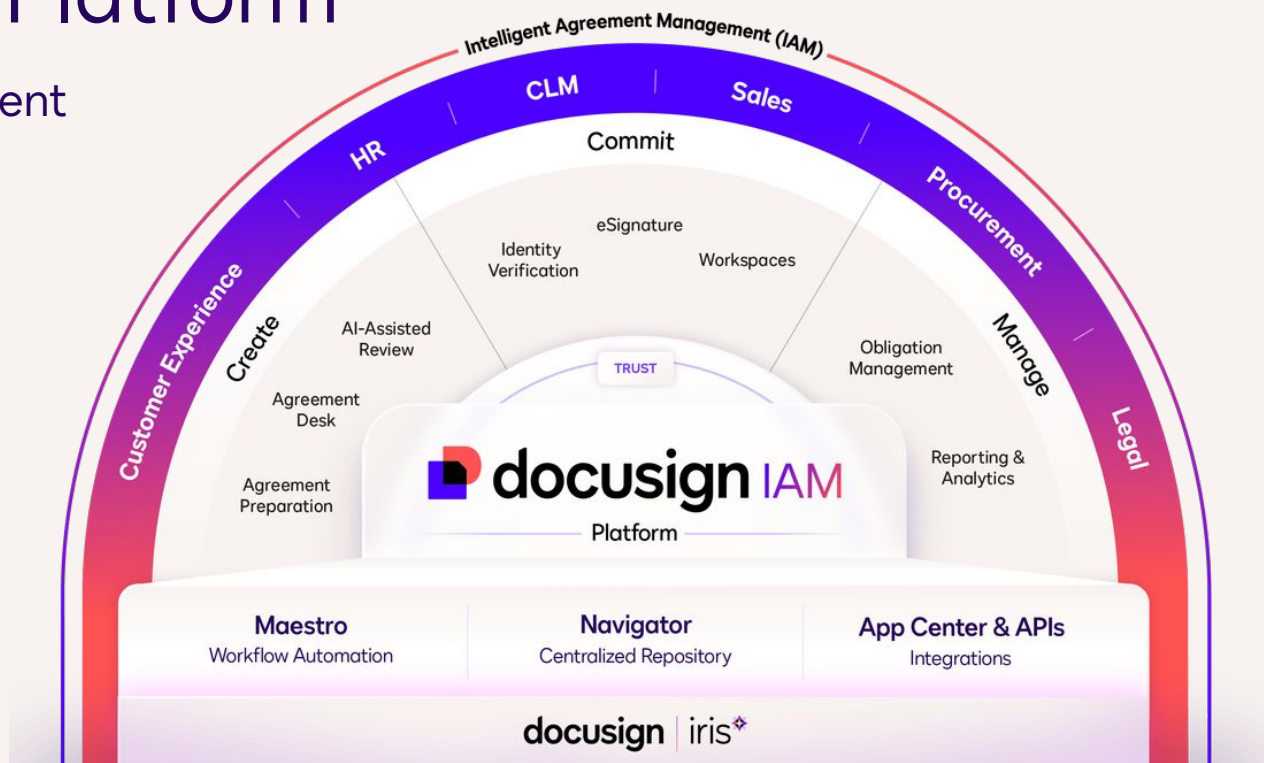 Platform
ent
Intelligent Agreement Management (IAM)
Customer Experience
HR
CLM
Sales
Procurement
Legal
Create
Commit
Manage
Agreement
Preparation
Agreement
Desk
AI-Assisted
Review
Identity
Verification
eSignature
Workspaces
Obligation
Management
Reporting &
Analytics
TRUST
docusign IAM
Platform
Maestro
Workflow Automation
Navigator
Centralized Repository
App Center & APIs
Integrations
docusign | iris